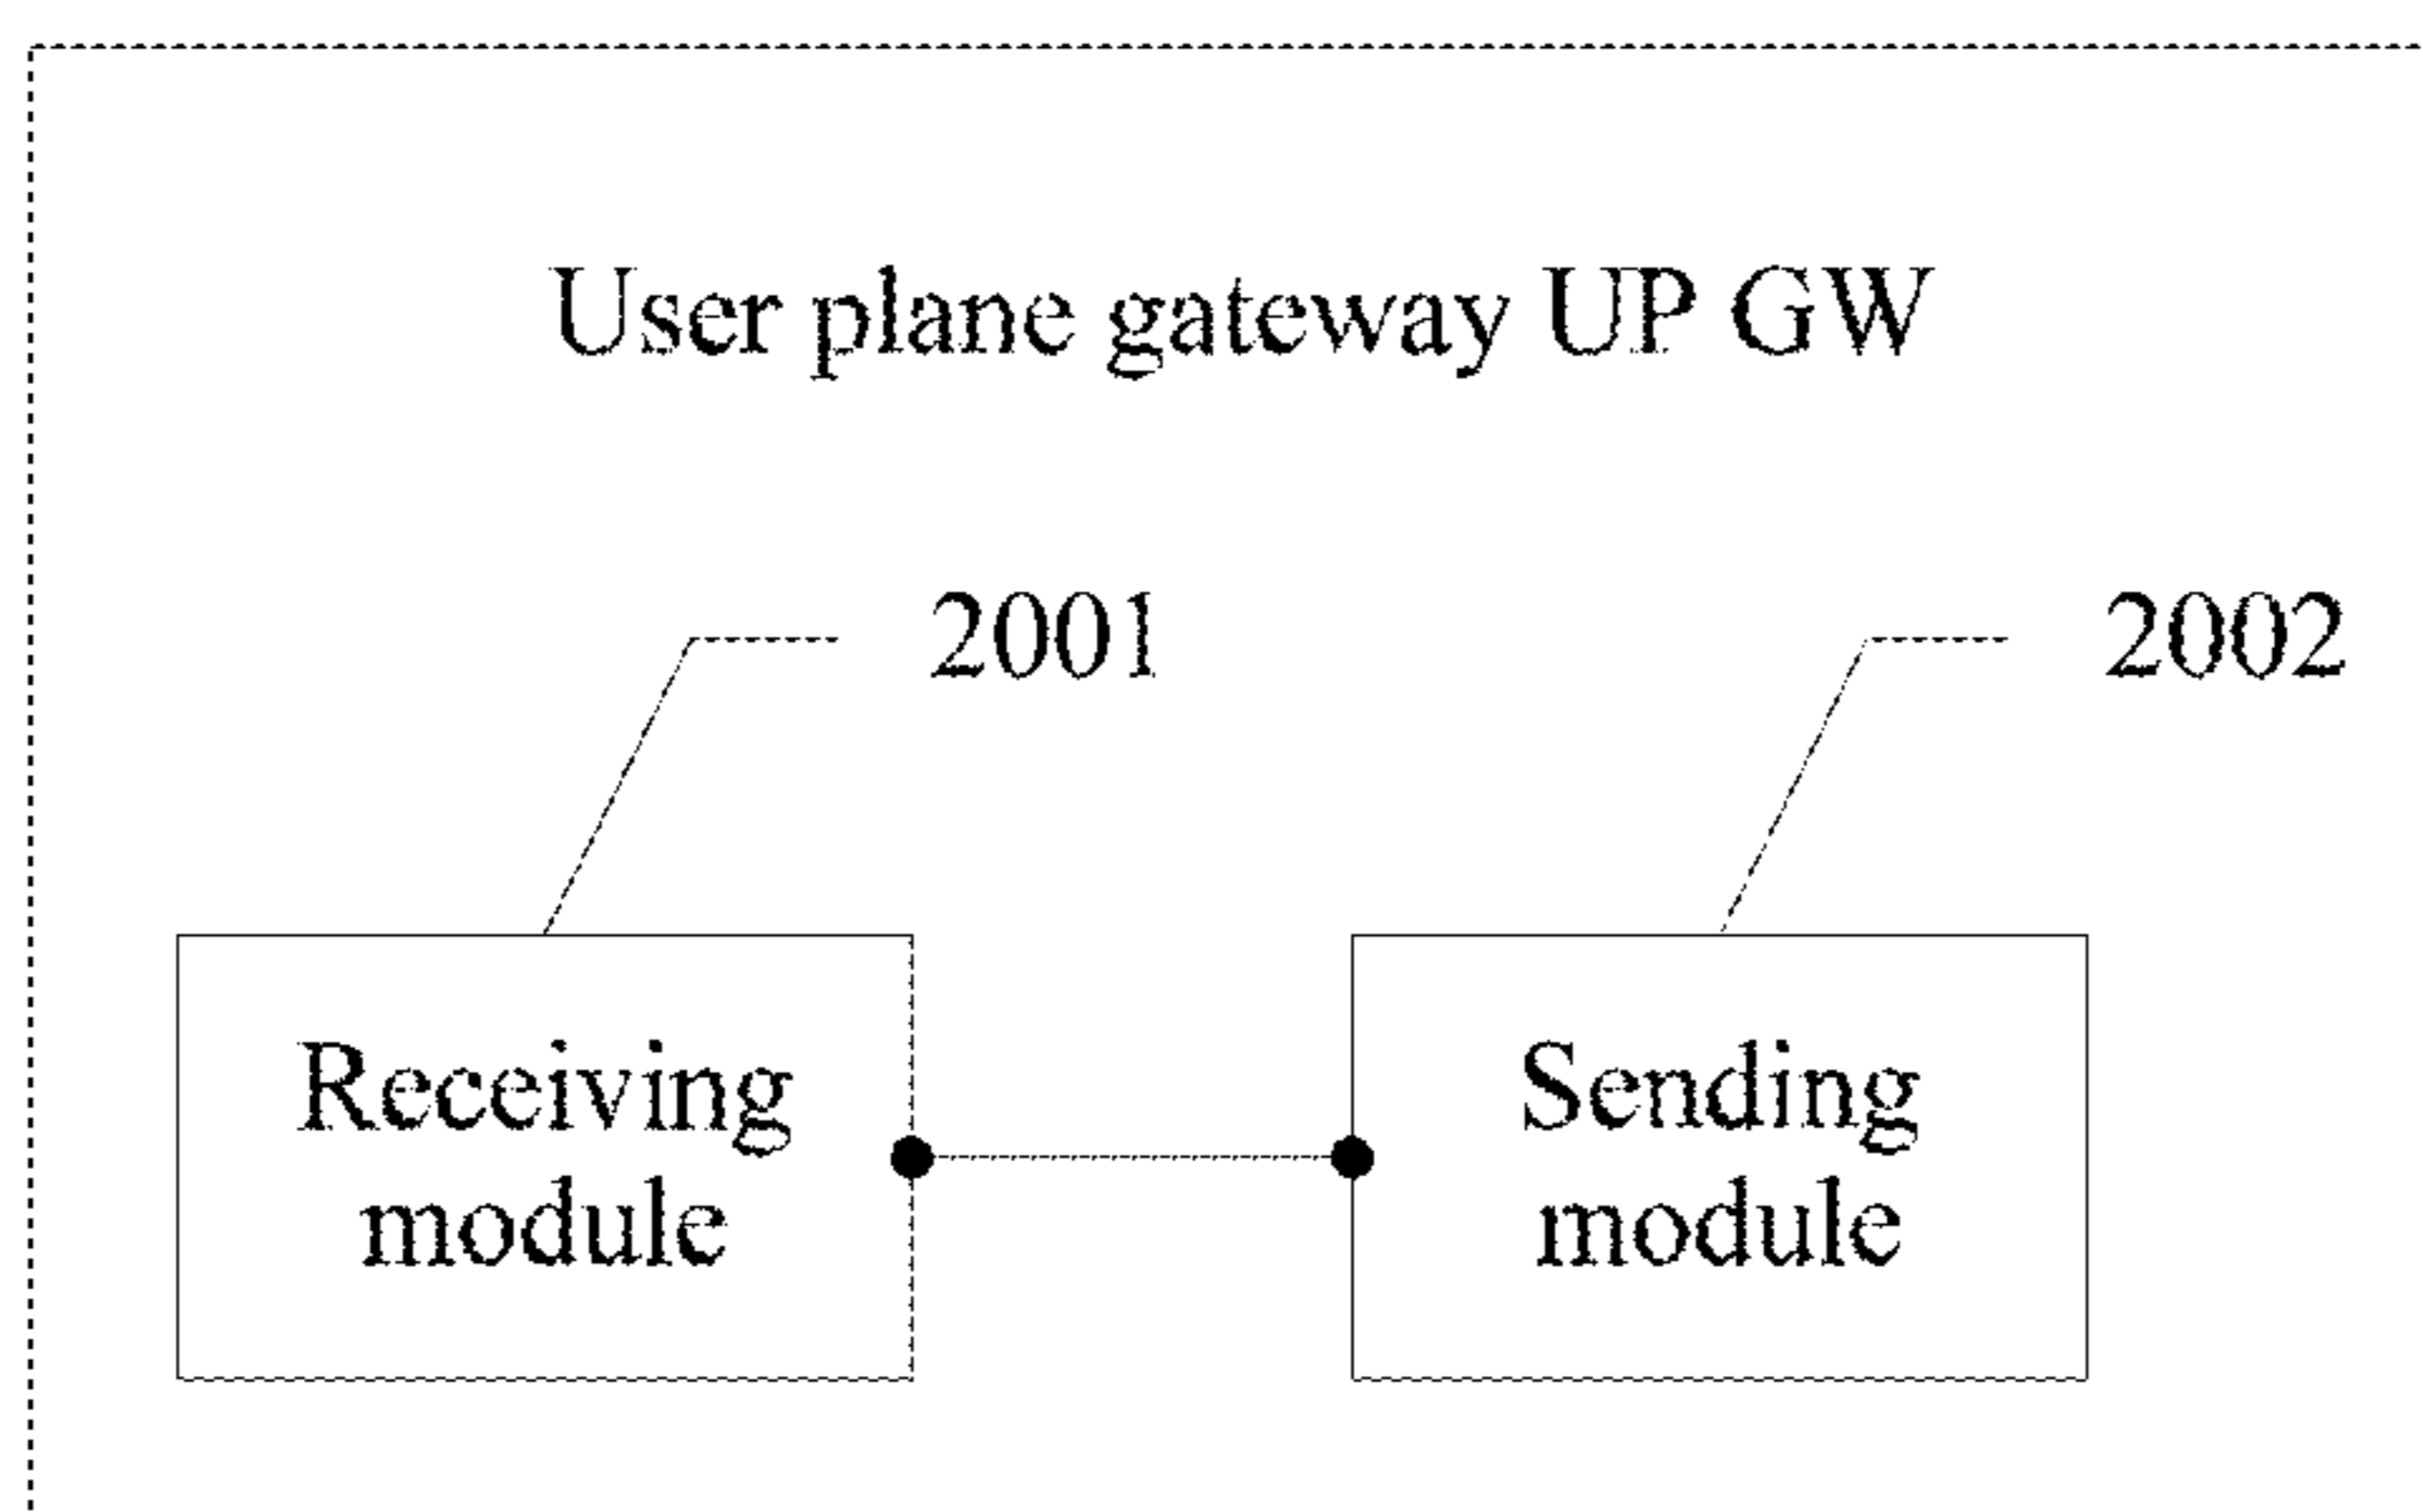 User plane gateway UP GW
2001
2002
Receiving
module
Sending
module